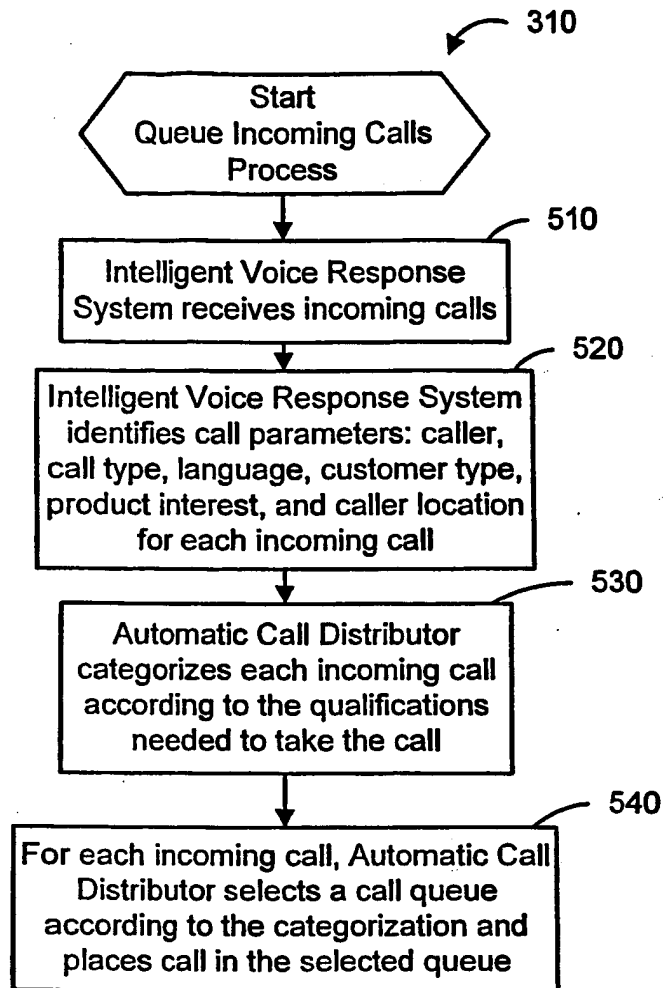 310
Start
Queue Incoming Calls
Process
510
Intelligent Voice Response
System receives incoming calls
520
Intelligent Voice Response System
identifies call parameters: caller,
call type, language, customer type,
product interest, and caller location
for each incoming call
530
Automatic Call Distributor
categorizes each incoming call
according to the qualifications
needed to take the call
540
For each incoming call, Automatic Call
Distributor selects a call queue
according to the categorization and
places call in the selected queue